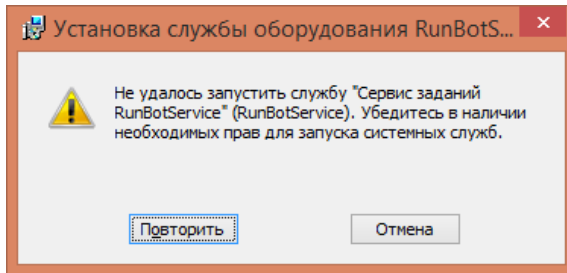 Установка службы оборудования RunBotS...
Не удалось запустить службу "Сервис заданий
RunBotService" (RunBotService). Убедитесь в наличии
необходимых прав для запуска системных служб.
Повторить
Отмена